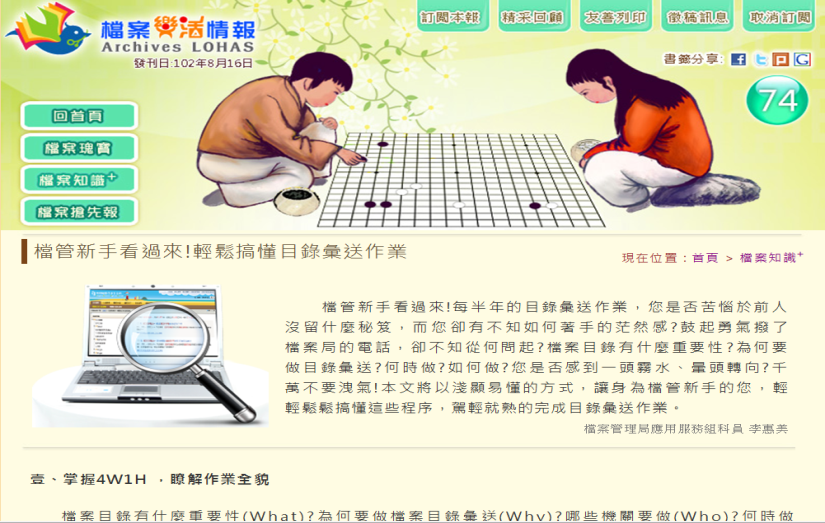 訂閱本報 精采回顧 友善列印 徵稿訊息 取消訂閱
檔案樂活情報
Archives LOHAS
發刊日:102年8月16日
書籤分享:
74
回首頁
檔案瑰寶
檔案知識+
檔案搶先報
檔管新手看過來!輕鬆搞懂目錄彙送作業
現在位置:首頁 > 檔案知識+
檔管新手看過來!每半年的目錄彙送作業，您是否苦惱於前人
沒留什麼秘笈，而您卻有不知如何著手的茫然感?鼓起勇氣撥了
檔案局的電話，卻不知從何問起?檔案目錄有什麼重要性?為何要
做目錄彙送?何時做?如何做?您是否感到一頭霧水、暈頭轉向?千
萬不要洩氣!本文將以淺顯易懂的方式，讓身為檔管新手的您，輕
輕鬆鬆搞懂這些程序，駕輕就熟的完成目錄彙送作業。
檔案管理局應用服務組科員 李惠美
壹、掌握4W1H ，瞭解作業全貌
檔案目錄有什麼重要性(What)?為何要做檔案目錄彙送(Why)?哪些機關要做(Who)?何時做